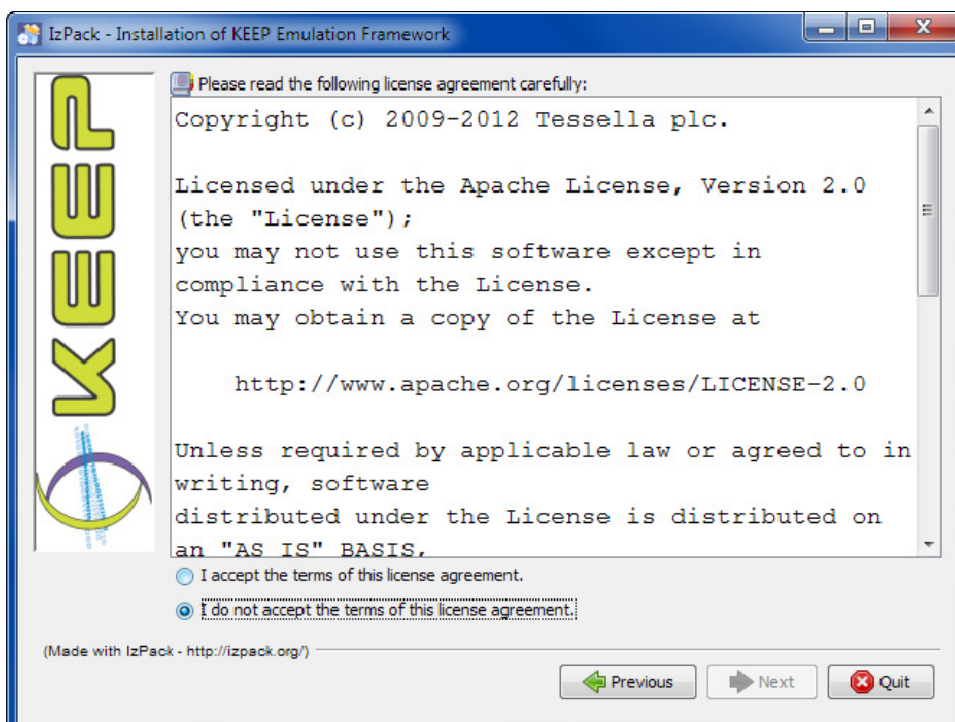 IzPack - Installation of KEEP Emulation Framework
KEEP
Please read the following license agreement carefully:
Copyright (c) 2009-2012 Tessella plc.
Licensed under the Apache License, Version 2.0
(the "License");
you may not use this software except in
compliance with the License.
You may obtain a copy of the License at
http://www.apache.org/licenses/LICENSE-2.0
Unless required by applicable law or agreed to in
writing, software
distributed under the License is distributed on
an "AS IS" BASIS,
I accept the terms of this license agreement.
I do not accept the terms of this license agreement.
(Made with IzPack - http://izpack.org/)
Previous
Next
Quit